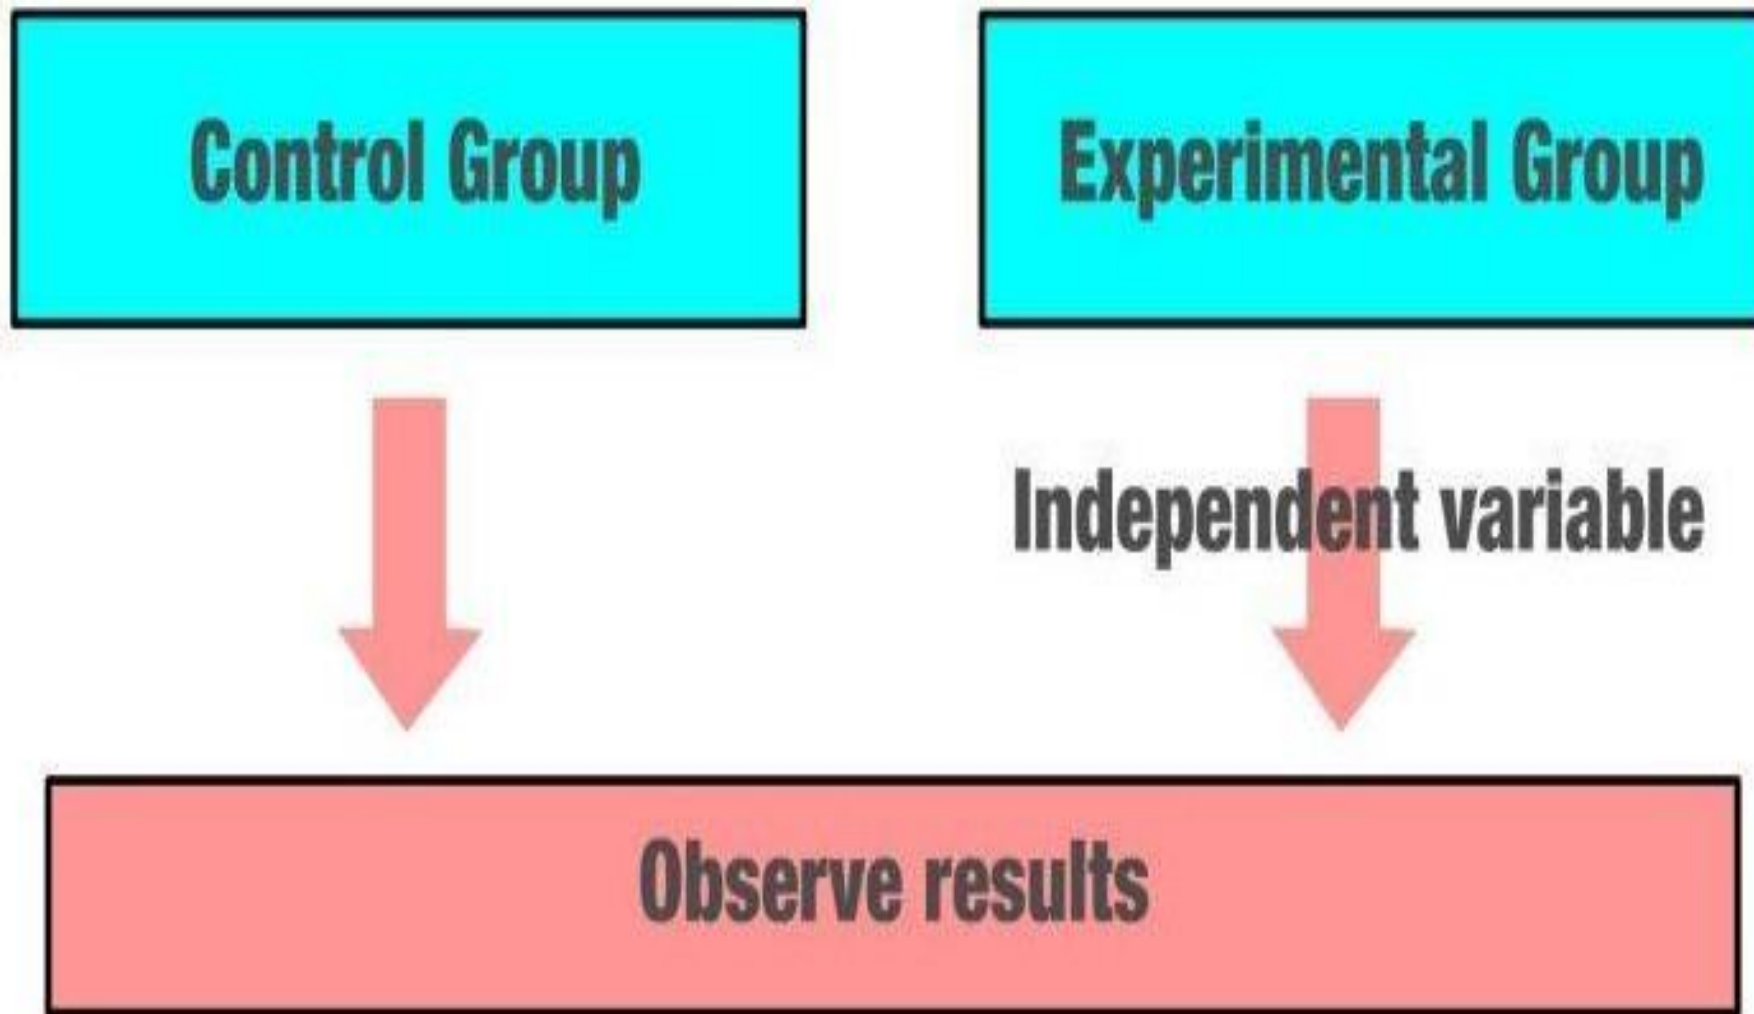 Control Group
Experimental Group
Independent variable
Observe results